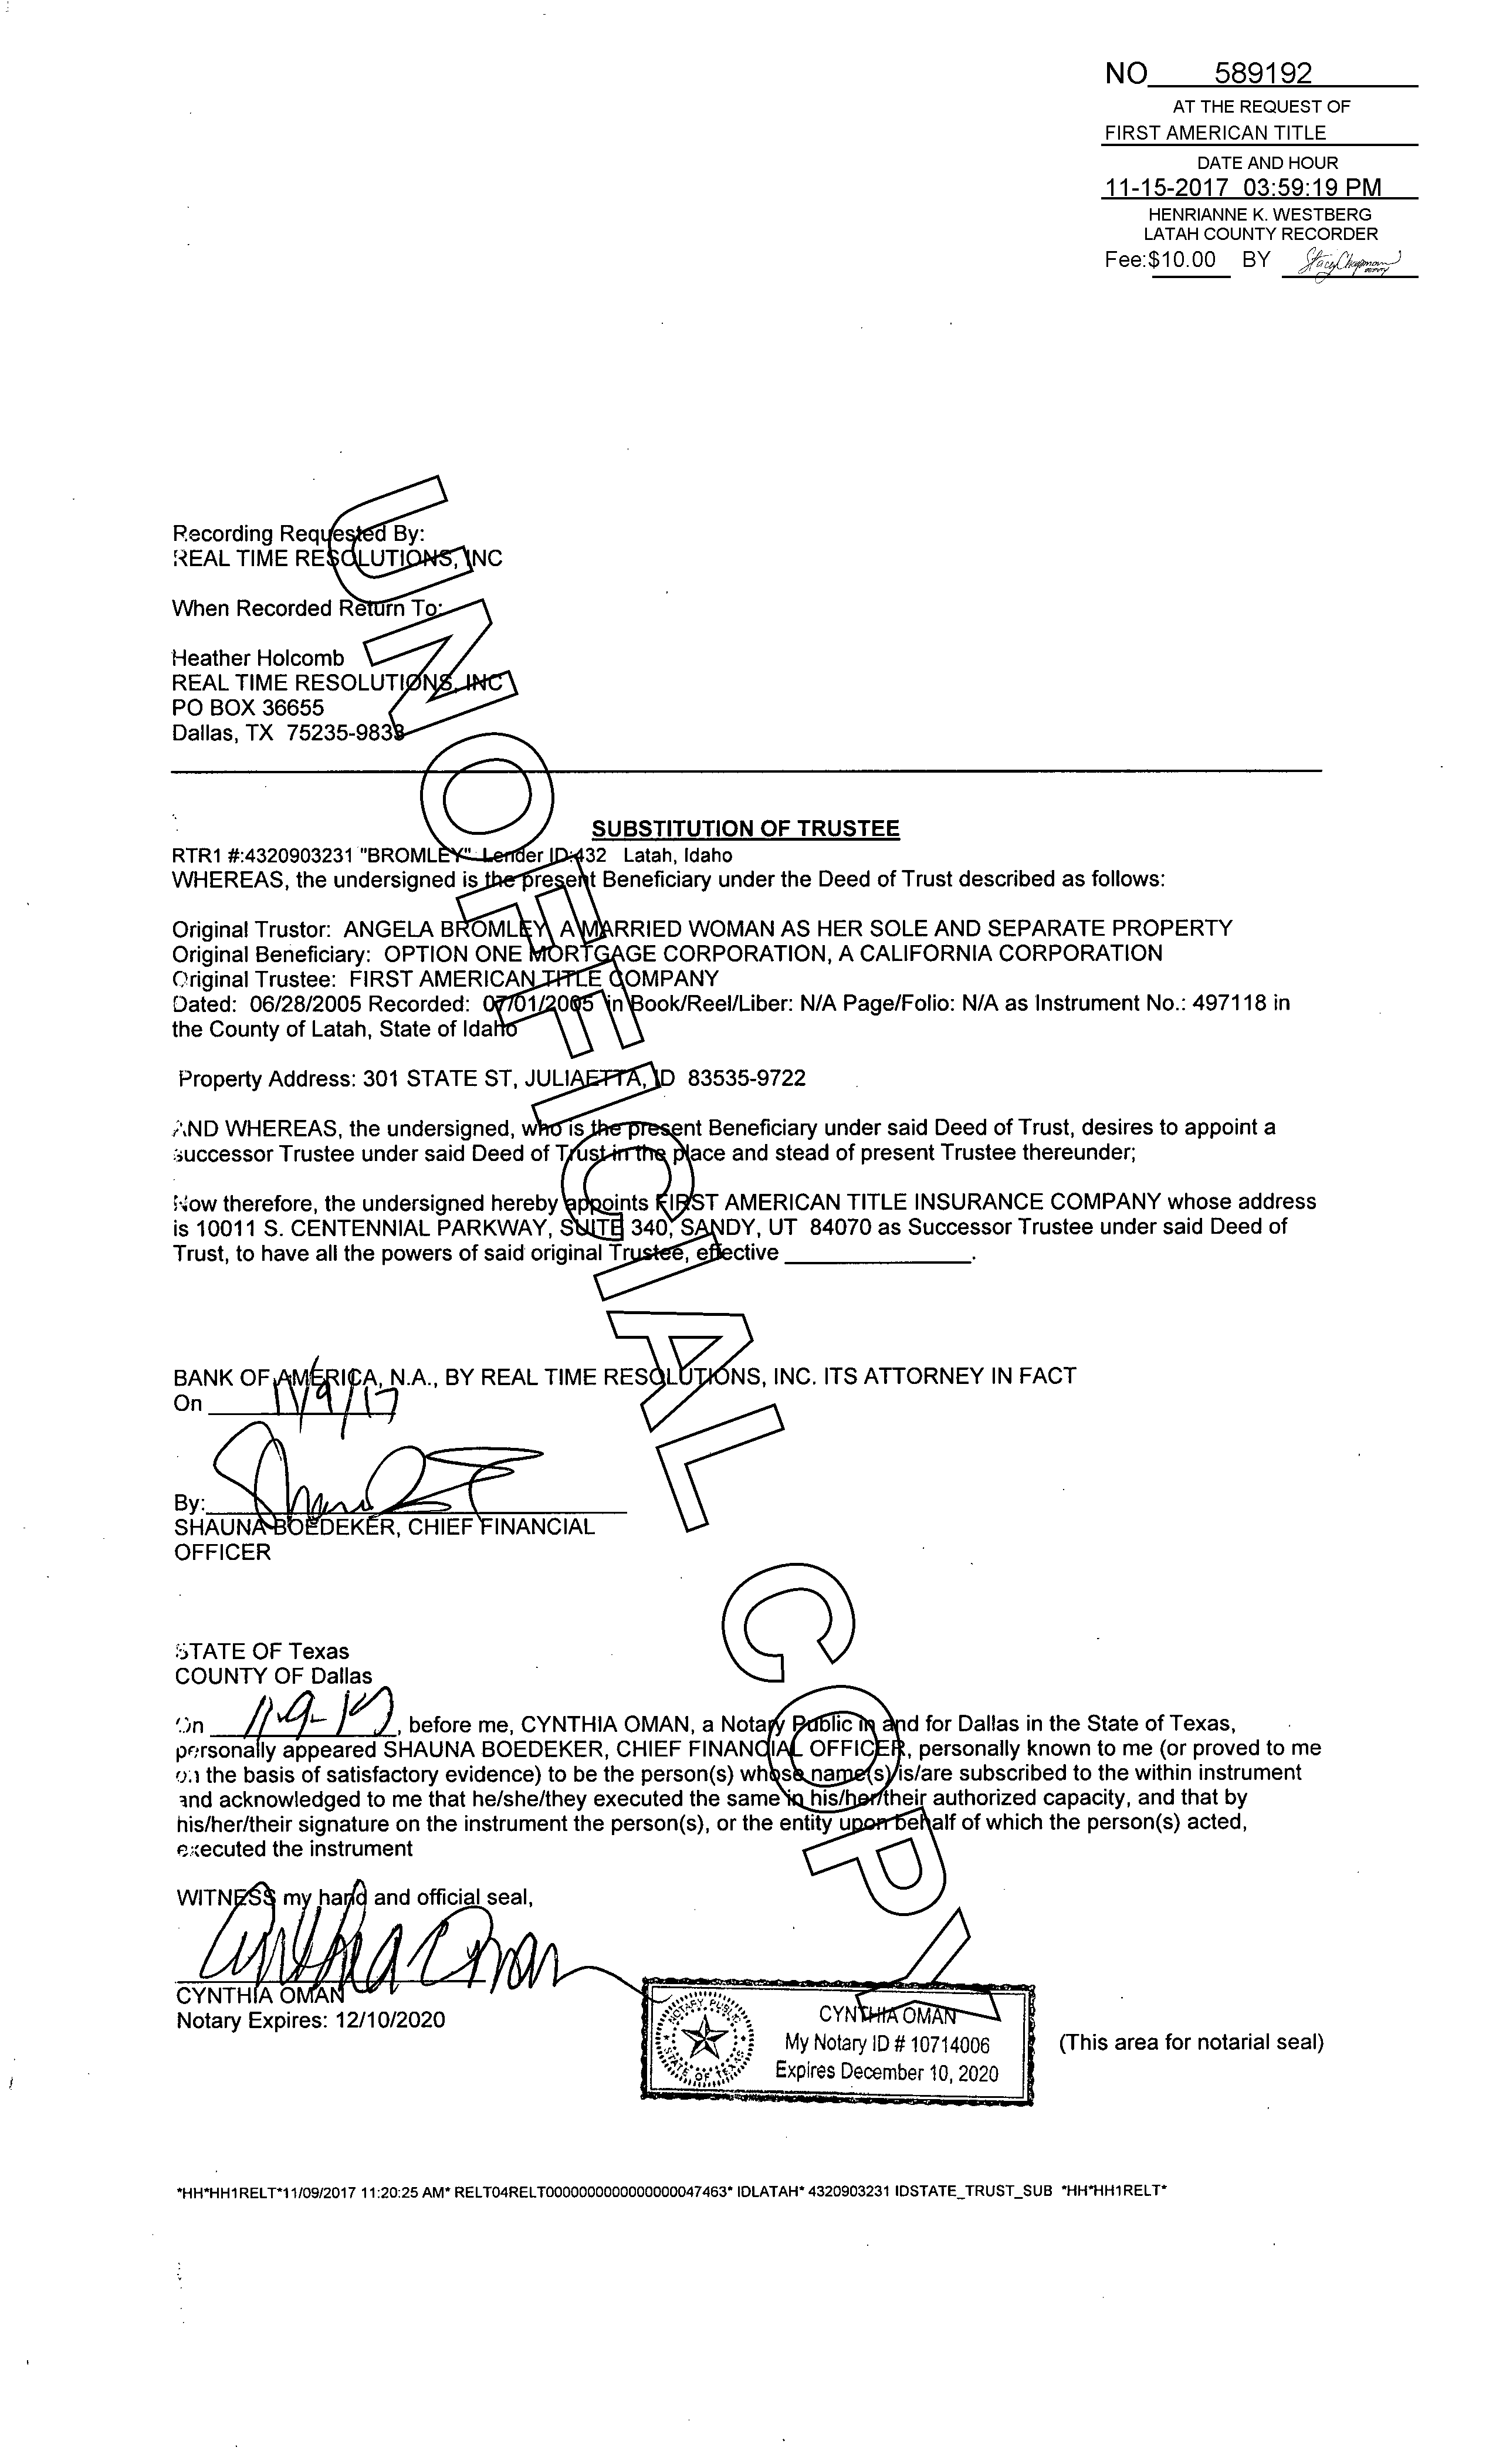 NO 589192
AT THE REQUEST OF
FIRST AMERICAN TITLE
DATE AND HOUR
11-15-2017 03:59:19 PM
HENRIANNE K. WESTBERG
LATAH COUNTY RECORDER
Fee:$10.00 BY Stacy Chapman
DEPUTY
Recording Requested By:
REAL TIME RESOLUTIONS, INC
When Recorded Return To:
Heather Holcomb
REAL TIME RESOLUTIONS, INC
PO BOX 36655
Dallas, TX 75235-9833
SUBSTITUTION OF TRUSTEE
RTR1 #:4320903231 "BROMLEY" Lender ID:432 Latah, Idaho
WHEREAS, the undersigned is the present Beneficiary under the Deed of Trust described as follows:
Original Trustor: ANGELA BROMLEY, A MARRIED WOMAN AS HER SOLE AND SEPARATE PROPERTY
Original Beneficiary: OPTION ONE MORTGAGE CORPORATION, A CALIFORNIA CORPORATION
Original Trustee: FIRST AMERICAN TITLE COMPANY
Dated: 06/28/2005 Recorded: 07/01/2005 in Book/Reel/Liber: N/A Page/Folio: N/A as Instrument No.: 497118 in
the County of Latah, State of Idaho
Property Address: 301 STATE ST, JULIAETTA, ID 83535-9722
AND WHEREAS, the undersigned, who is the present Beneficiary under said Deed of Trust, desires to appoint a
successor Trustee under said Deed of Trust in the place and stead of present Trustee thereunder;
Now therefore, the undersigned hereby appoints FIRST AMERICAN TITLE INSURANCE COMPANY whose address
is 10011 S. CENTENNIAL PARKWAY, SUITE 340, SANDY, UT 84070 as Successor Trustee under said Deed of
Trust, to have all the powers of said original Trustee, effective ________________.
BANK OF AMERICA, N.A., BY REAL TIME RESOLUTIONS, INC. ITS ATTORNEY IN FACT
On 11/9/17
By:
SHAUNA BOEDEKER, CHIEF FINANCIAL
OFFICER
STATE OF Texas
COUNTY OF Dallas
On 11-9-17, before me, CYNTHIA OMAN, a Notary Public in and for Dallas in the State of Texas,
personally appeared SHAUNA BOEDEKER, CHIEF FINANCIAL OFFICER, personally known to me (or proved to me
on the basis of satisfactory evidence) to be the person(s) whose name(s) is/are subscribed to the within instrument
and acknowledged to me that he/she/they executed the same in his/her/their authorized capacity, and that by
his/her/their signature on the instrument the person(s), or the entity upon behalf of which the person(s) acted,
executed the instrument
WITNESS my hand and official seal,
Cynthia Oman
CYNTHIA OMAN
Notary Expires: 12/10/2020
NOTARY PUBLIC
STATE OF TEXAS
CYNTHIA OMAN
My Notary ID # 10714006
Expires December 10, 2020
(This area for notarial seal)
*HH*HH1RELT*11/09/2017 11:20:25 AM* RELT04RELT0000000000000000047463* IDLATAH* 4320903231 IDSTATE_TRUST_SUB *HH*HH1RELT*
UNOFFICIAL COPY